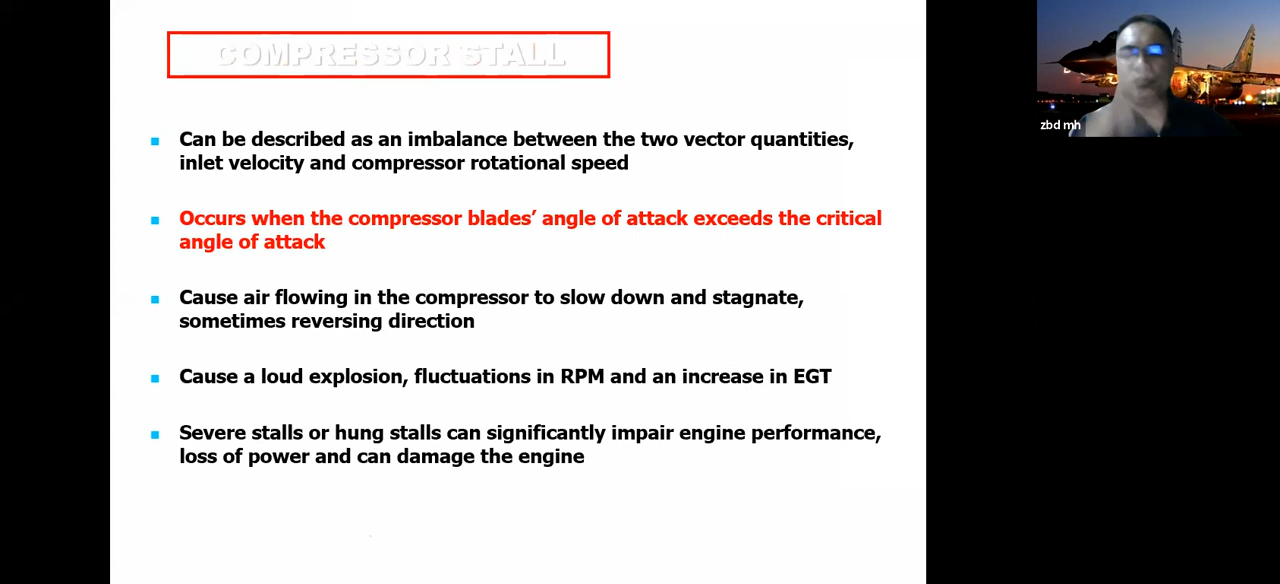 COMPRESSOR STALL
Can be described as an imbalance between the two vector quantities,
inlet velocity and compressor rotational speed
Occurs when the compressor blades’ angle of attack exceeds the critical
angle of attack
Cause air flowing in the compressor to slow down and stagnate,
sometimes reversing direction
Cause a loud explosion, fluctuations in RPM and an increase in EGT
Severe stalls or hung stalls can significantly impair engine performance,
loss of power and can damage the engine
zbd mh